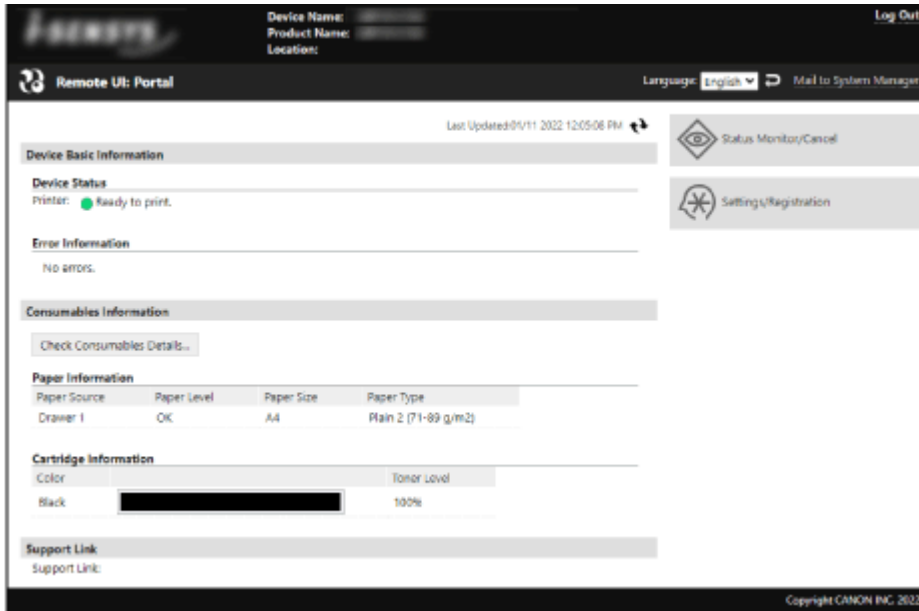 i-SENSYS
Device Name:
Product Name:
Location:
Log Out
Remote UI: Portal
Language: English
Mail to System Manager
Last Updated:01/11 2022 12:05:06 PM
Device Basic Information
Device Status
Printer: Ready to print.
Error Information
No errors.
Consumables Information
Check Consumables Details...
Paper Information
Paper Source Paper Level Paper Size Paper Type
Drawer 1 OK A4 Plain 2 (71-89 g/m2)
Cartridge Information
Color Toner Level
Black 100%
Support Link
Support Link:
Status Monitor/Cancel
Settings/Registration
Copyright CANON INC. 2022